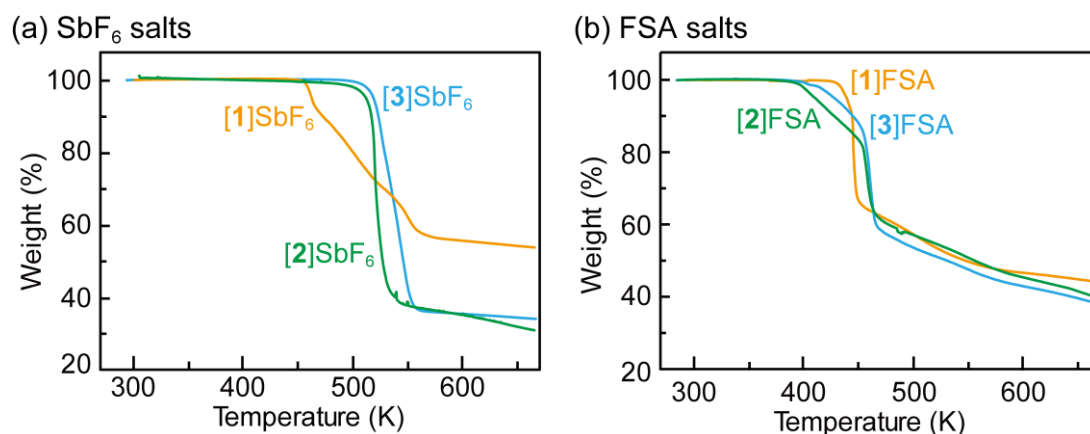 (a) SbF₆ salts
100
80
60
40
20
Weight (%)
300
400
500
600
Temperature (K)
[1]SbF₆
[3]SbF₆
[2]SbF₆
(b) FSA salts
100
80
60
40
20
Weight (%)
300
400
500
600
Temperature (K)
[1]FSA
[2]FSA
[3]FSA